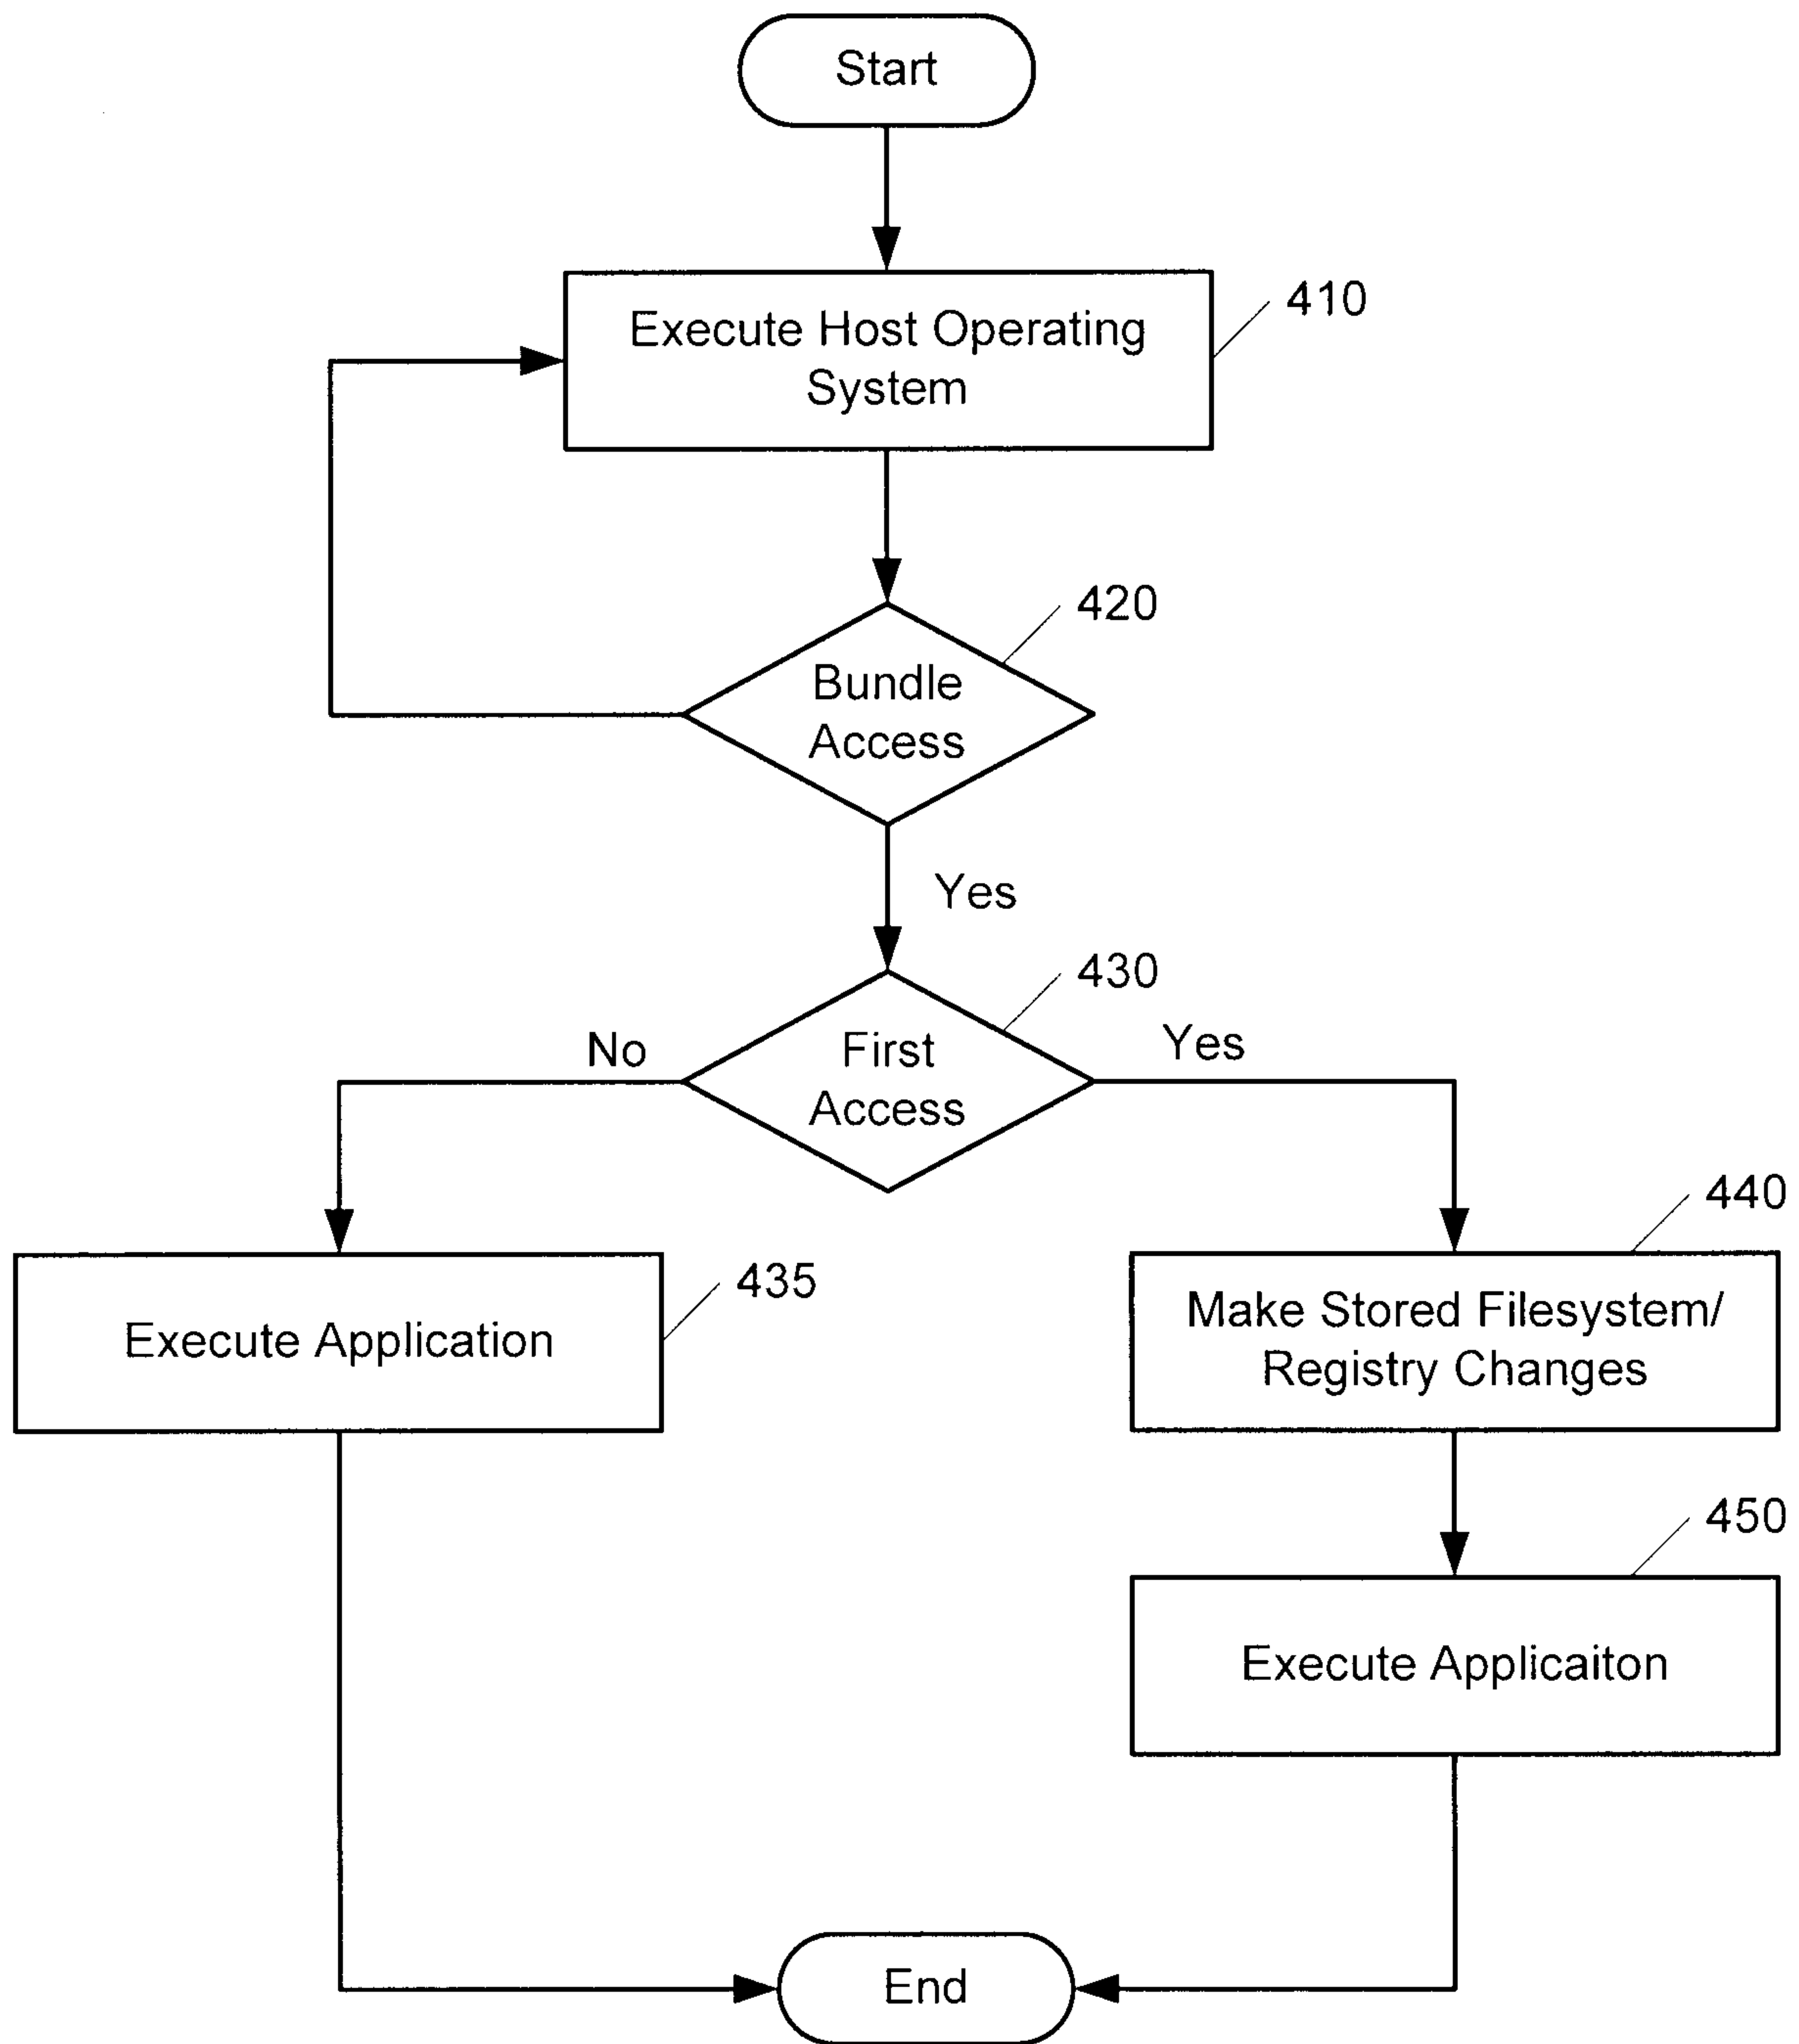 Start
Execute Host Operating
System
410
420
Bundle
Access
Yes
430
No
First
Access
Yes
440
435
Execute Application
Make Stored Filesystem/
Registry Changes
450
Execute Applicaiton
End